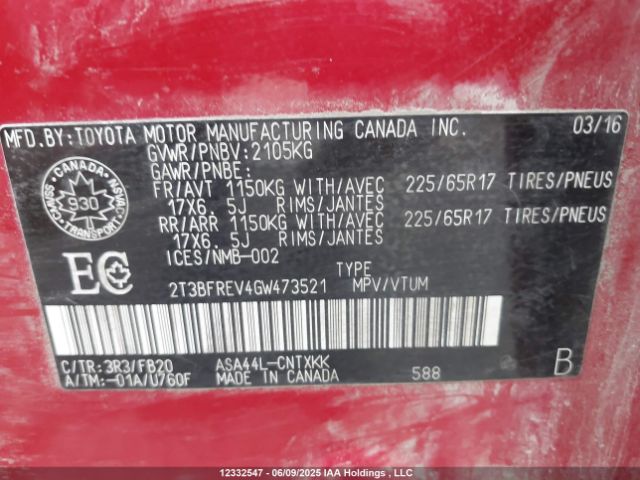 MFD.BY:TOYOTA MOTOR MANUFACTURING CANADA INC. 03/16
GVWR/PNBV:2105KG
GAWR/PNBE:
FR/AVT 1150KG WITH/AVEC 225/65R17 TIRES/PNEUS
17X6.5J RIMS/JANTES
RR/ARR 1150KG WITH/AVEC 225/65R17 TIRES/PNEUS
17X6.5J RIMS/JANTES
ICES/NMB-002
CANADA
930
TRANSPORT
CMVSS
NSVAC
EC
TYPE
2T3BFREV4GW473521 MPV/VTUM
C/TR:3R3/FB20 ASA44L-CNTXKK B
A/TM:-01A/U760F MADE IN CANADA 588
12332547 - 06/09/2025 IAA Holdings , LLC